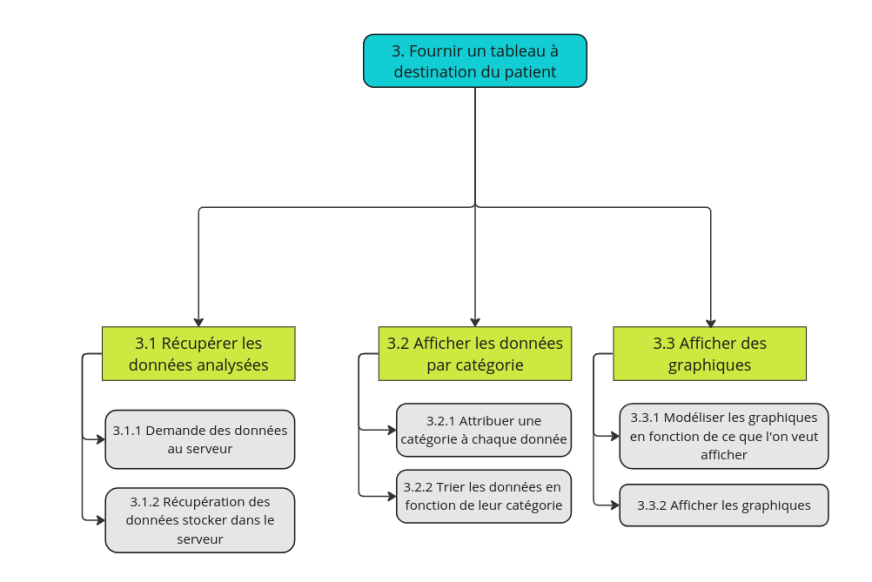 3. Fournir un tableau à
destination du patient
3.1 Récupérer les
données analysées
3.1.1 Demande des données
au serveur
3.1.2 Récupération des
données stocker dans le
serveur
3.2 Afficher les données
par catégorie
3.2.1 Attribuer une
catégorie à chaque donnée
3.2.2 Trier les données en
fonction de leur catégorie
3.3 Afficher des
graphiques
3.3.1 Modéliser les graphiques
en fonction de ce que l'on veut
afficher
3.3.2 Afficher les graphiques